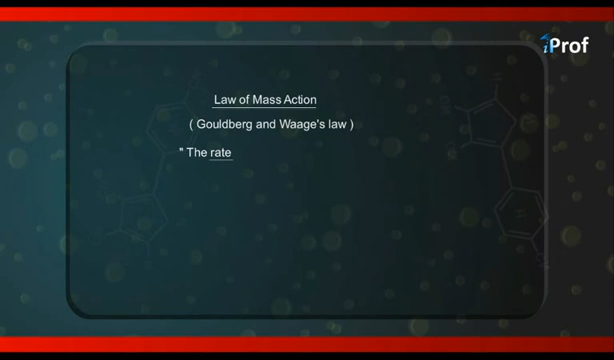 iProf
Law of Mass Action
( Gouldberg and Waage's law )
" The rate